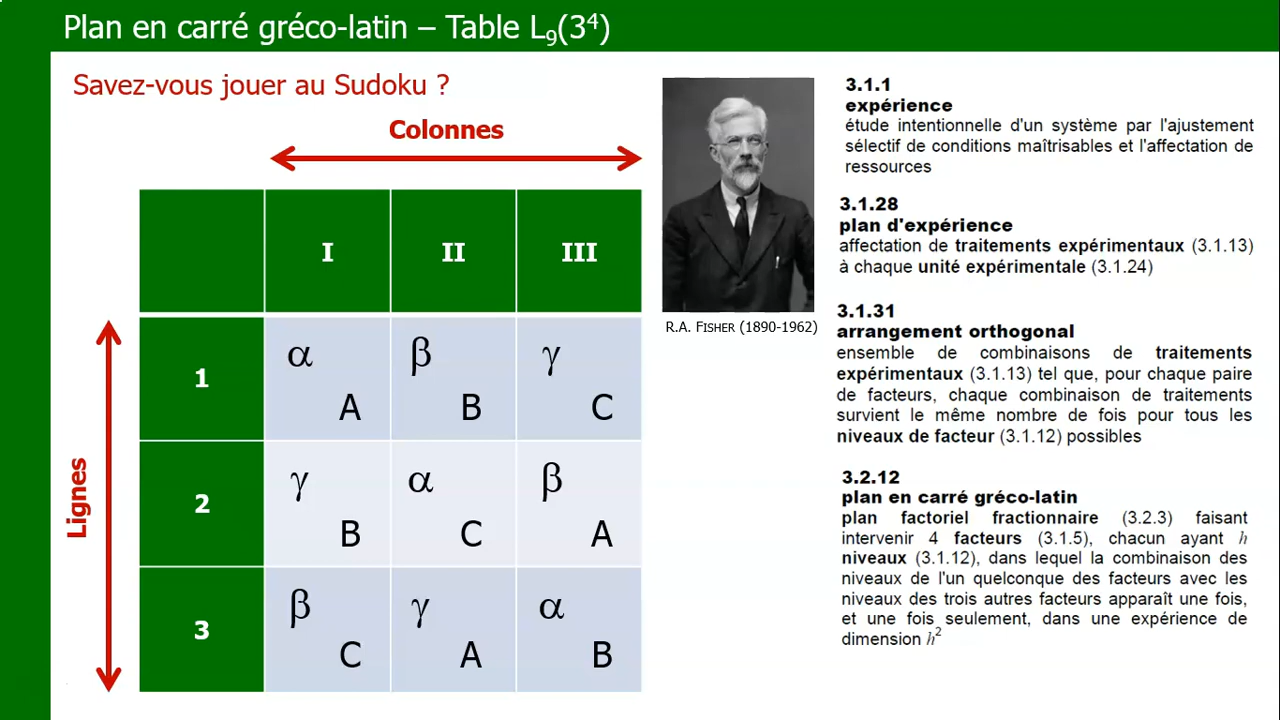 Plan en carré gréco-latin – Table L₉(3⁴)
Savez-vous jouer au Sudoku ?
Colonnes
Lignes
I II III
1
α β γ
A B C
2
γ α β
B C A
3
β γ α
C A B
R.A. FISHER (1890-1962)
3.1.1
expérience
étude intentionnelle d'un système par l'ajustement
sélectif de conditions maîtrisables et l'affectation de
ressources
3.1.28
plan d'expérience
affectation de traitements expérimentaux (3.1.13)
à chaque unité expérimentale (3.1.24)
3.1.31
arrangement orthogonal
ensemble de combinaisons de traitements
expérimentaux (3.1.13) tel que, pour chaque paire
de facteurs, chaque combinaison de traitements
survient le même nombre de fois pour tous les
niveaux de facteur (3.1.12) possibles
3.2.12
plan en carré gréco-latin
plan factoriel fractionnaire (3.2.3) faisant
intervenir 4 facteurs (3.1.5), chacun ayant h
niveaux (3.1.12), dans lequel la combinaison des
niveaux de l'un quelconque des facteurs avec les
niveaux des trois autres facteurs apparaît une fois,
et une fois seulement, dans une expérience de
dimension h²